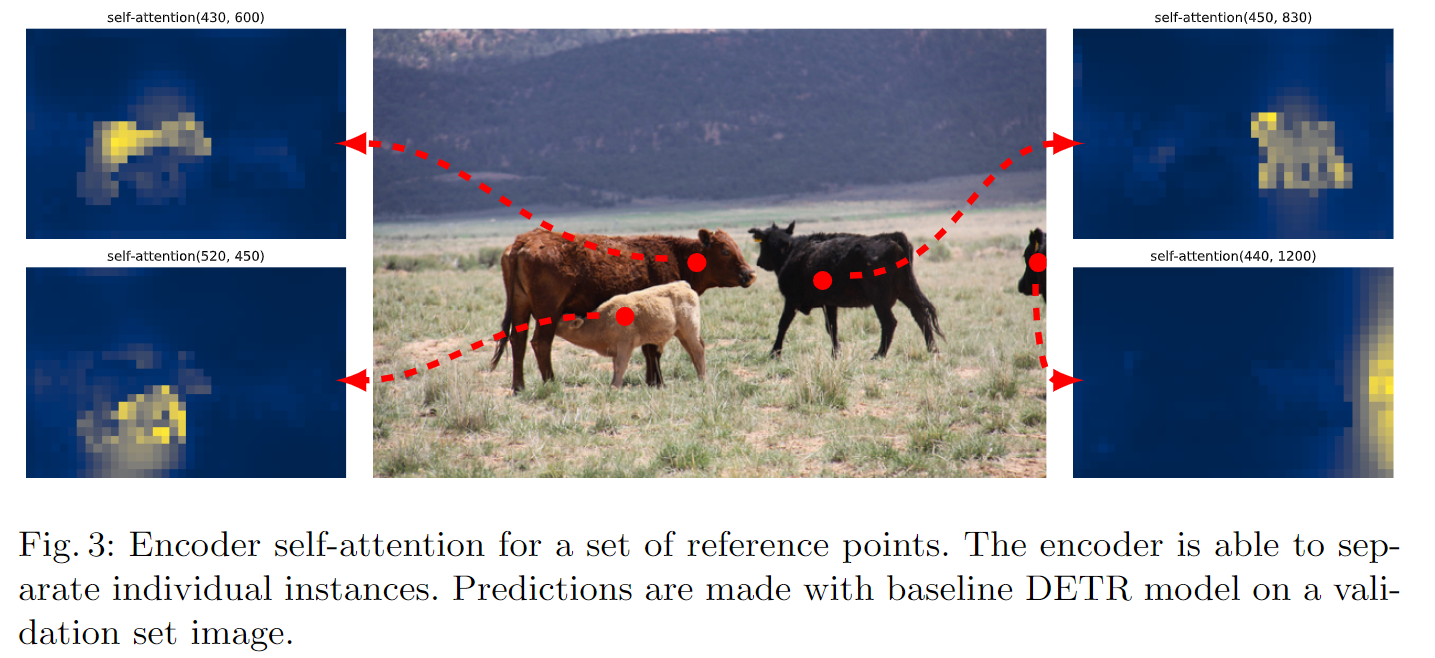 self-attention(430, 600)
self-attention(450, 830)
self-attention(520, 450)
self-attention(440, 1200)
Fig. 3: Encoder self-attention for a set of reference points. The encoder is able to sep-
arate individual instances. Predictions are made with baseline DETR model on a vali-
dation set image.